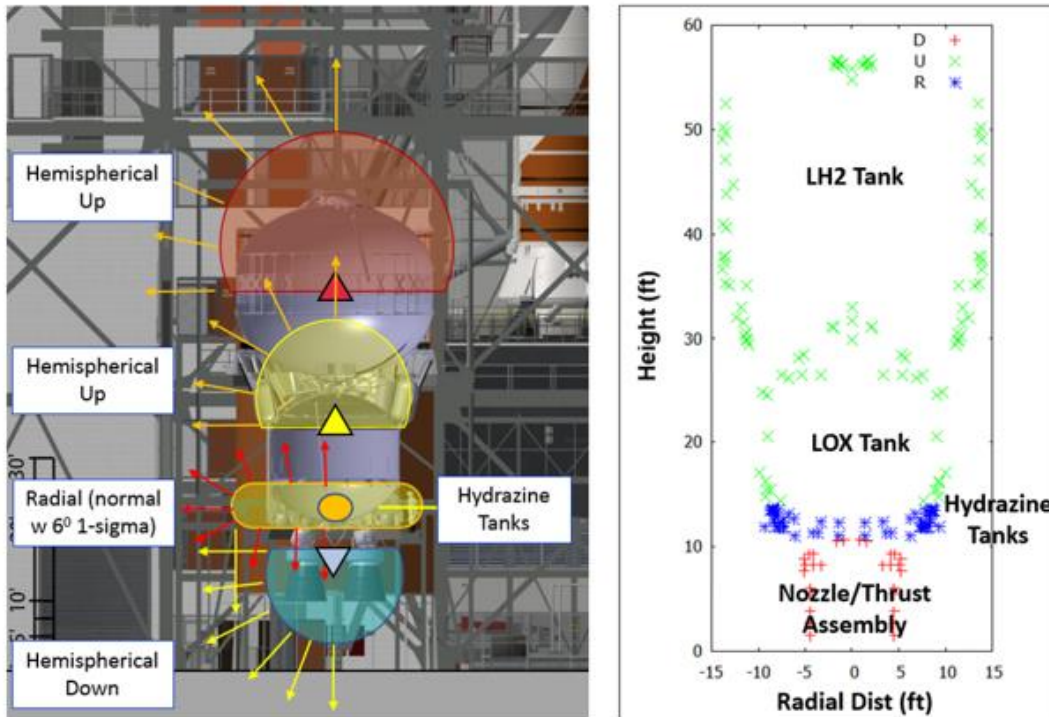 Hemispherical
Up
Hemispherical
Up
30'
Radial (normal
w 6⁰ 1-sigma)
Hydrazine
Tanks
10'
Hemispherical
Down
60
50
40
30
20
10
0
Height (ft)
D
U
R
LH2 Tank
LOX Tank
Hydrazine
Tanks
Nozzle/Thrust
Assembly
-15 -10 -5 0 5 10 15
Radial Dist (ft)